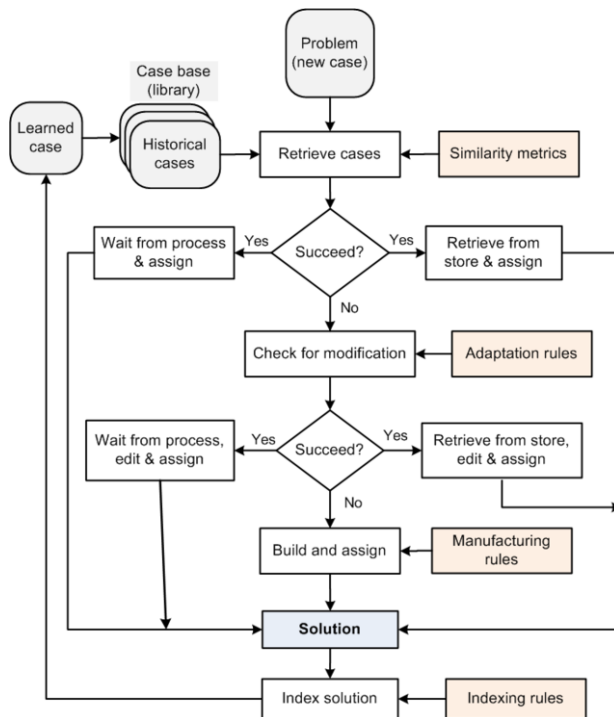 Problem
(new case)
Case base
(library)
Learned
case
Historical
cases
Retrieve cases
Similarity metrics
Wait from process
& assign
Yes
Succeed?
Yes
Retrieve from
store & assign
No
Check for modification
Adaptation rules
Wait from process,
edit & assign
Yes
Succeed?
Yes
Retrieve from store,
edit & assign
No
Build and assign
Manufacturing
rules
Solution
Index solution
Indexing rules